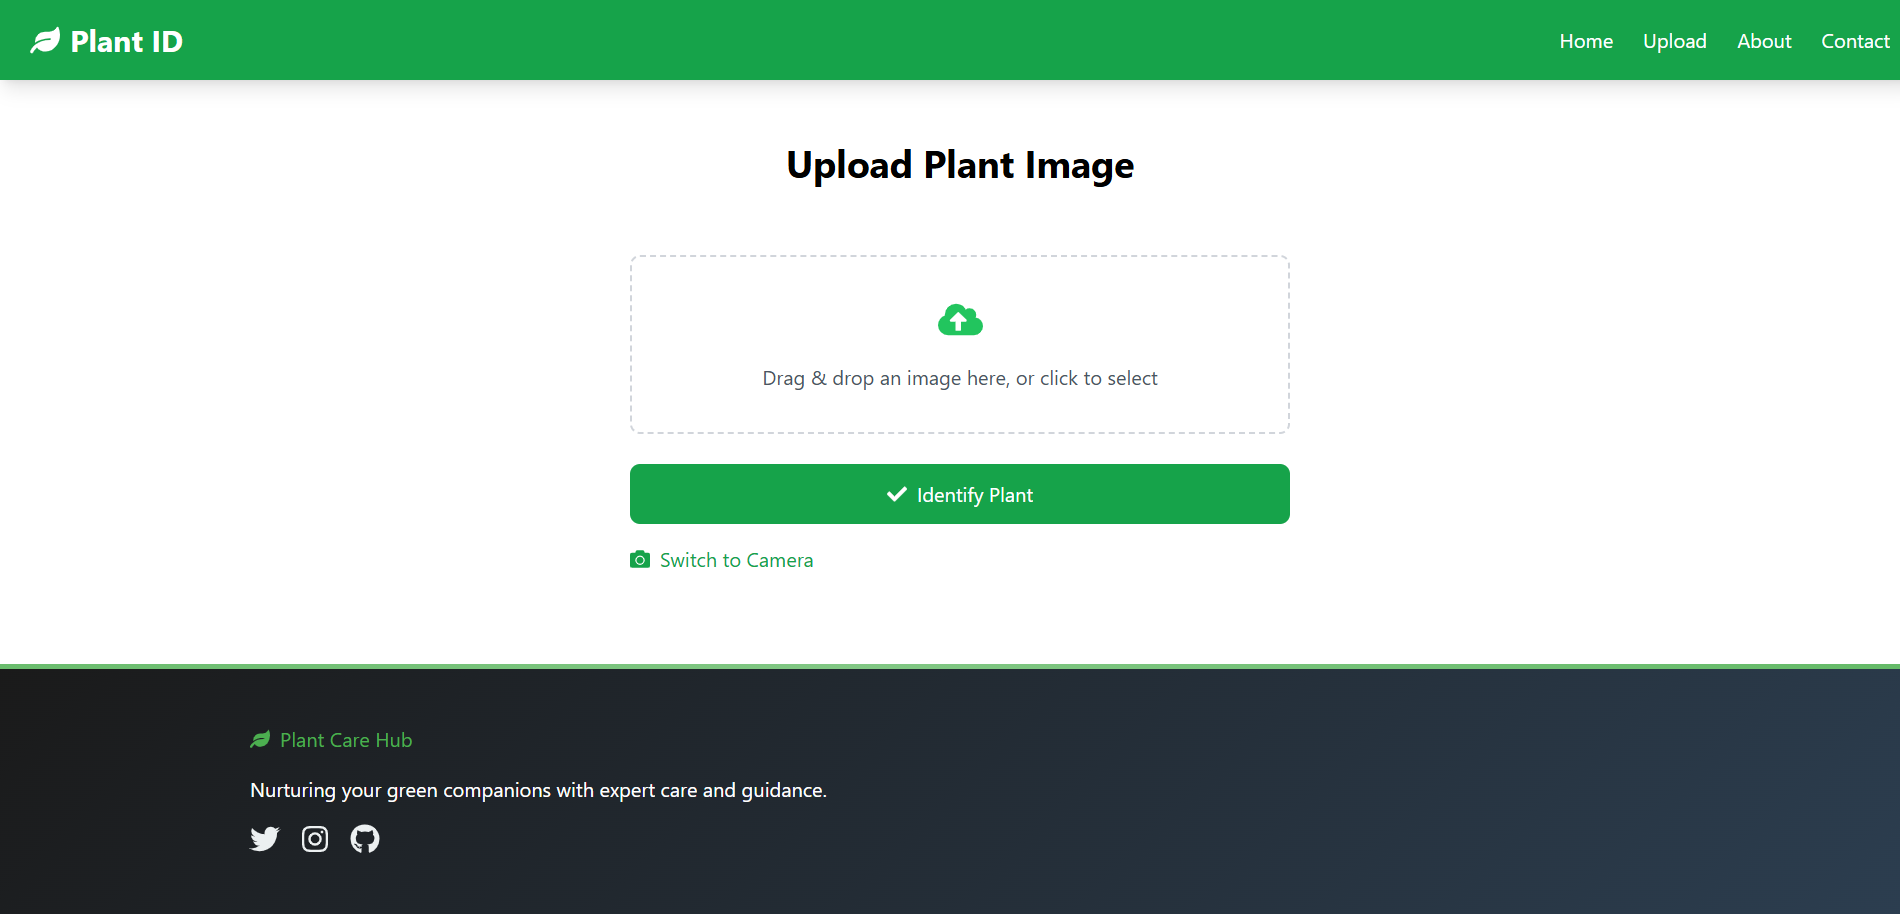 Plant ID
Home Upload About Contact
Upload Plant Image
Drag & drop an image here, or click to select
Identify Plant
Switch to Camera
Plant Care Hub
Nurturing your green companions with expert care and guidance.